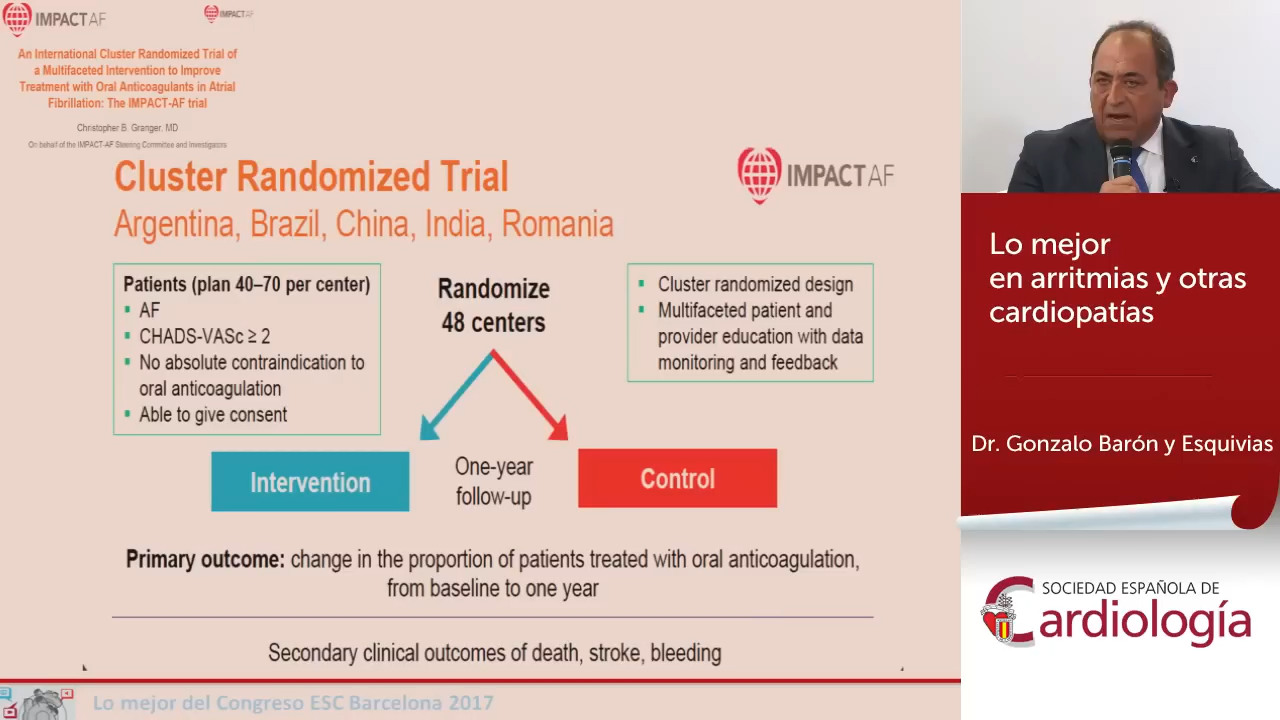 IMPACT AF
IMPACT AF
An International Cluster Randomized Trial of
a Multifaceted Intervention to Improve
Treatment with Oral Anticoagulants in Atrial
Fibrillation: The IMPACT-AF trial
Christopher B. Granger, MD
On behalf of the IMPACT-AF Steering Committee and Investigators
Cluster Randomized Trial
Argentina, Brazil, China, India, Romania
IMPACT AF
Patients (plan 40–70 per center)
▪ AF
▪ CHADS-VASc ≥ 2
▪ No absolute contraindication to
oral anticoagulation
▪ Able to give consent
Randomize
48 centers
▪ Cluster randomized design
▪ Multifaceted patient and
provider education with data
monitoring and feedback
Intervention
One-year
follow-up
Control
Primary outcome: change in the proportion of patients treated with oral anticoagulation,
from baseline to one year
Secondary clinical outcomes of death, stroke, bleeding
Lo mejor del Congreso ESC Barcelona 2017
Lo mejor
en arritmias y otras
cardiopatías
Dr. Gonzalo Barón y Esquivias
SOCIEDAD ESPAÑOLA DE
Cardiología